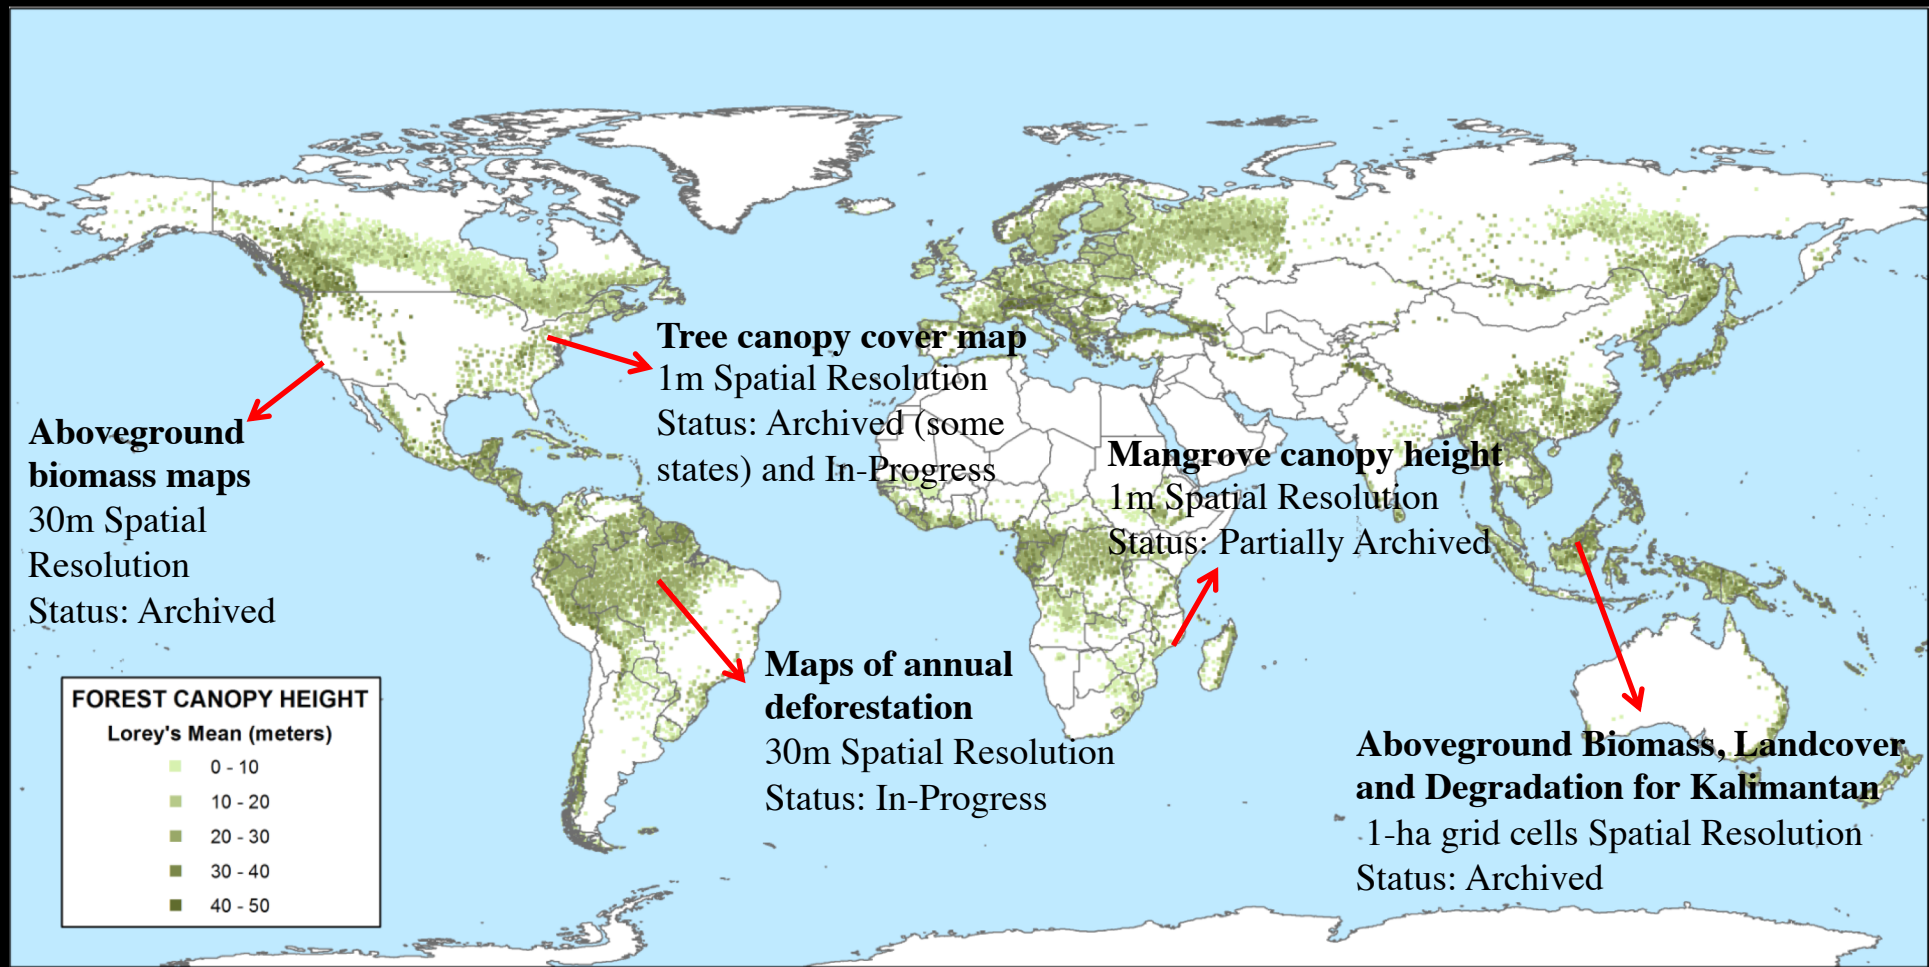 Tree canopy cover map
1m Spatial Resolution
Status: Archived (some
states) and In-Progress
Aboveground
biomass maps
30m Spatial
Resolution
Status: Archived
Mangrove canopy height
1m Spatial Resolution
Status: Partially Archived
Maps of annual
deforestation
30m Spatial Resolution
Status: In-Progress
Aboveground Biomass, Landcover
and Degradation for Kalimantan
1-ha grid cells Spatial Resolution
Status: Archived
FOREST CANOPY HEIGHT
Lorey's Mean (meters)
0 - 10
10 - 20
20 - 30
30 - 40
40 - 50